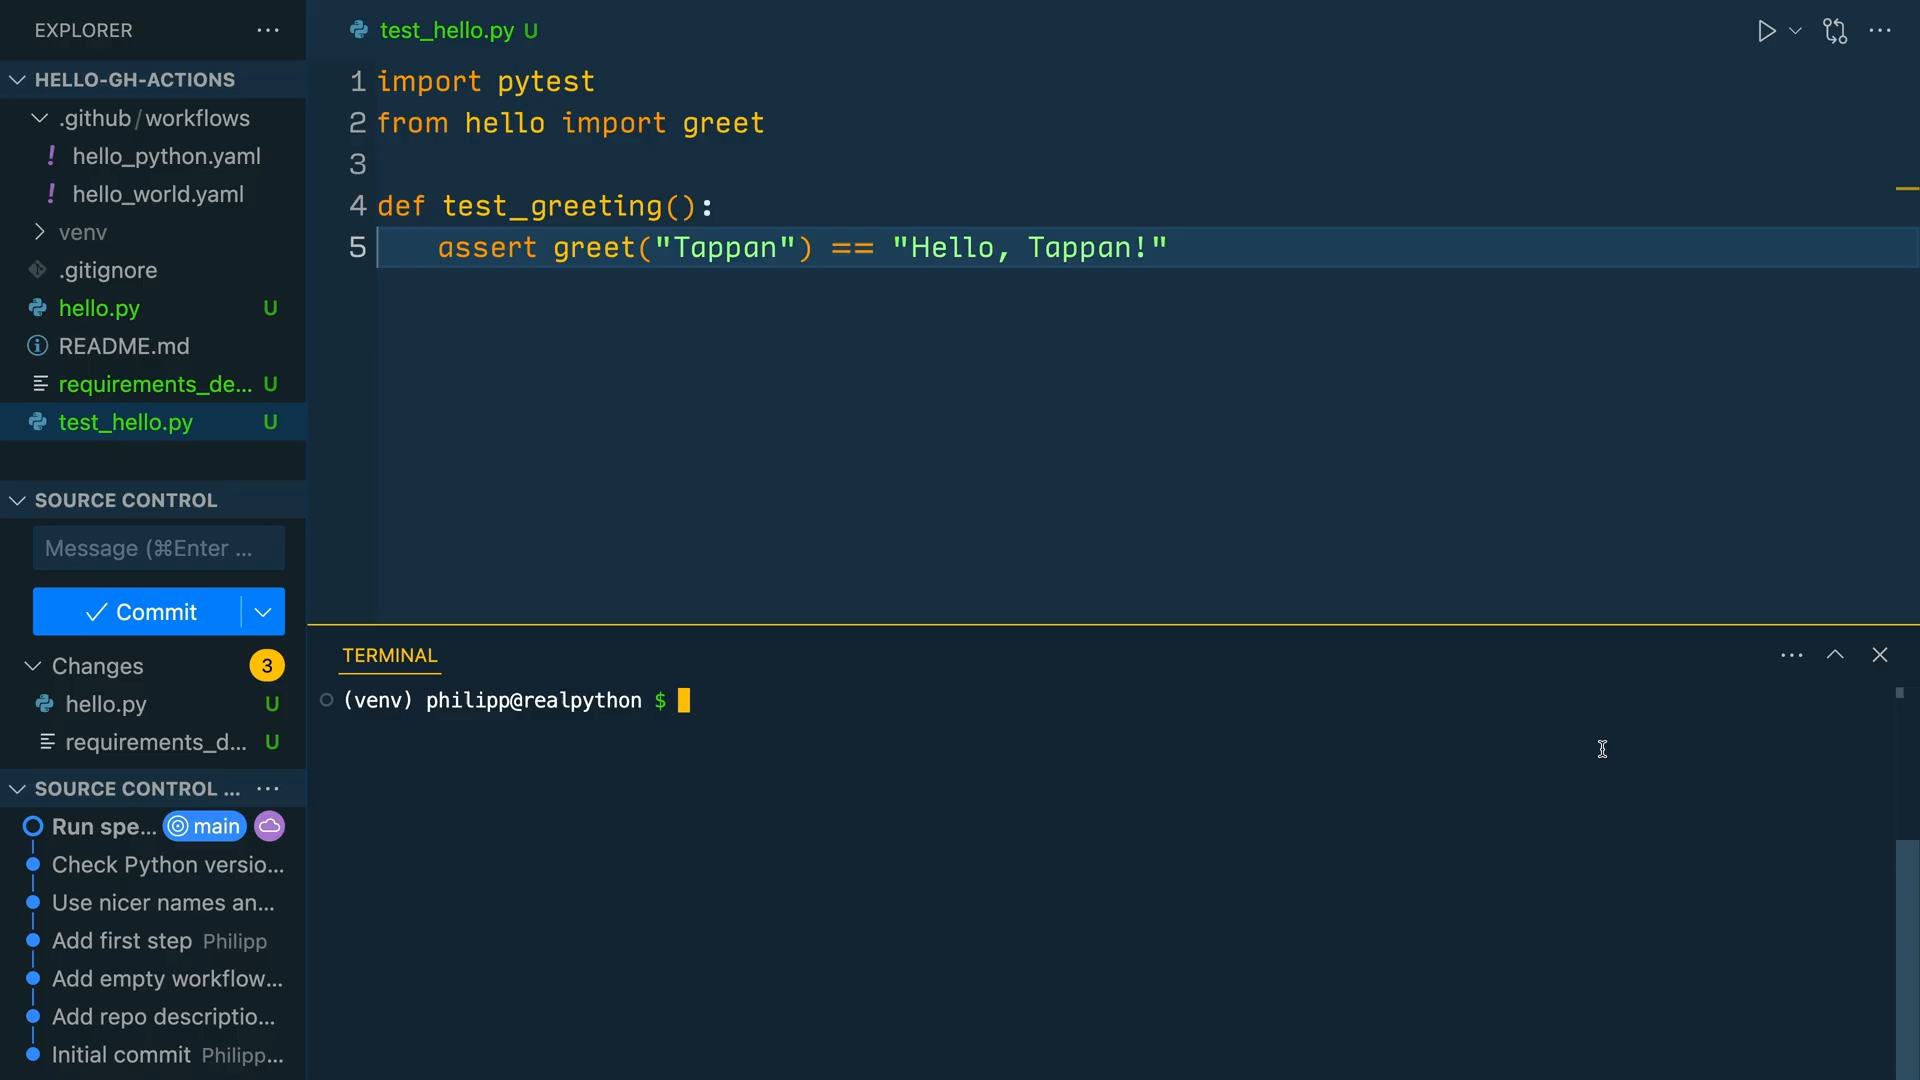 EXPLORER ...
HELLO-GH-ACTIONS
.github/workflows
! hello_python.yaml
! hello_world.yaml
venv
.gitignore
hello.py U
README.md
requirements_de... U
test_hello.py U
SOURCE CONTROL
Message (⌘Enter ...
Commit
Changes 3
hello.py U
requirements_d... U
SOURCE CONTROL ... ...
Run spe... main
Check Python versio...
Use nicer names an...
Add first step Philipp
Add empty workflow...
Add repo descriptio...
Initial commit Philipp...
test_hello.py U
1 import pytest
2 from hello import greet
3
4 def test_greeting():
5     assert greet("Tappan") == "Hello, Tappan!"
TERMINAL
(venv) philipp@realpython $